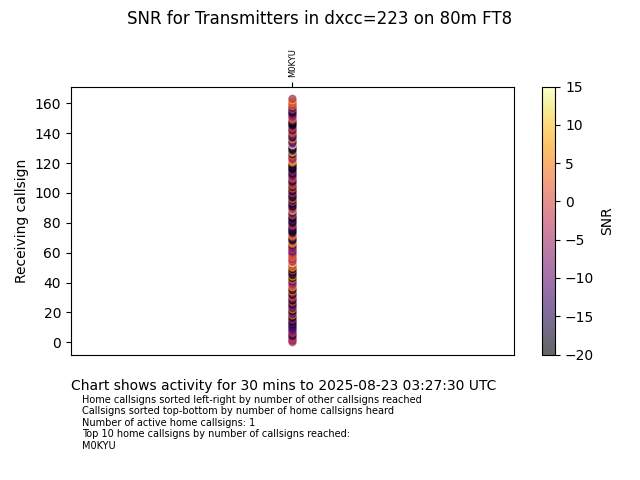 SNR for Transmitters in dxcc=223 on 80m FT8
M0KYU
Receiving callsign
160
140
120
100
80
60
40
20
0
15
10
5
0
−5
−10
−15
−20
SNR
Chart shows activity for 30 mins to 2025-08-23 03:27:30 UTC
Home callsigns sorted left-right by number of other callsigns reached
Callsigns sorted top-bottom by number of home callsigns heard
Number of active home callsigns: 1
Top 10 home callsigns by number of callsigns reached:
M0KYU